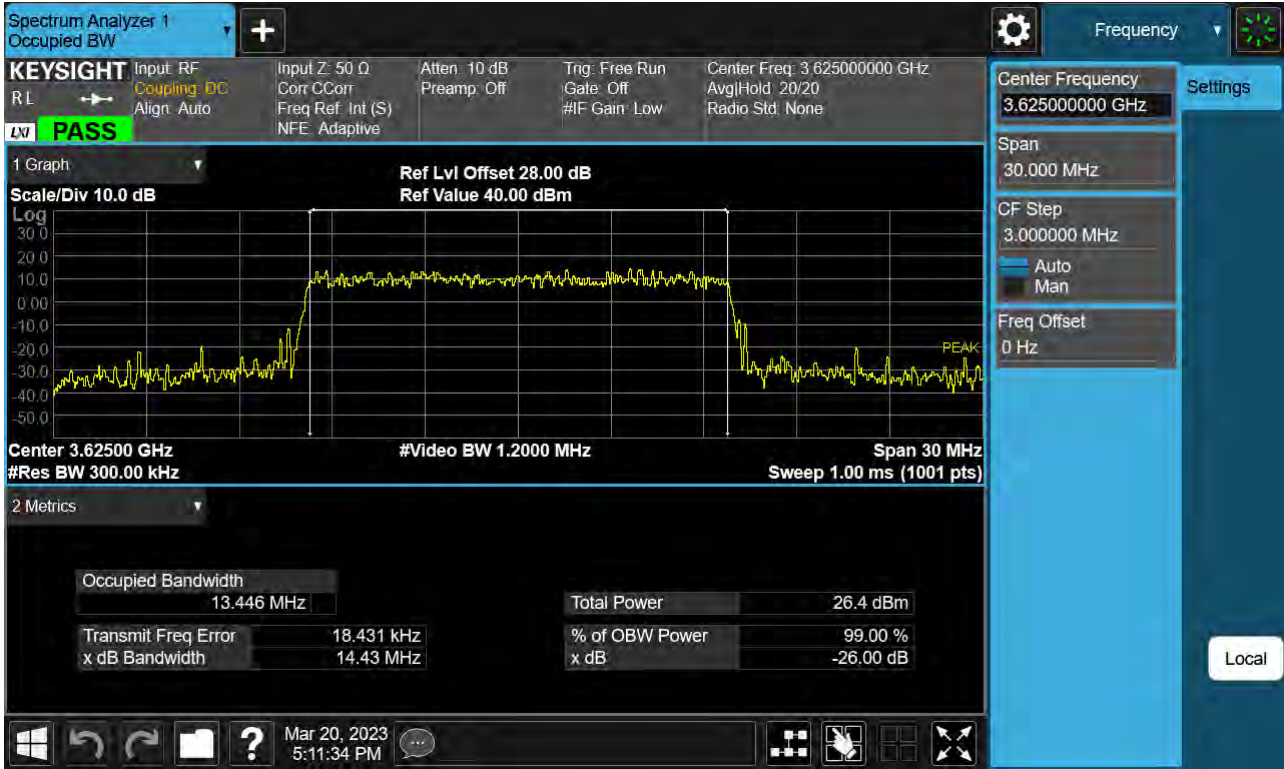 Spectrum Analyzer 1
Occupied BW
Frequency
KEYSIGHT
R L
LXI
PASS
Input: RF
Coupling: DC
Align: Auto
Input Z: 50 Ω
Corr CCorr
Freq Ref: Int (S)
NFE: Adaptive
Atten: 10 dB
Preamp: Off
Trig: Free Run
Gate: Off
#IF Gain: Low
Center Freq: 3.625000000 GHz
Avg|Hold: 20/20
Radio Std: None
Center Frequency
3.625000000 GHz
Settings
Span
30.000 MHz
CF Step
3.000000 MHz
Auto
Man
Freq Offset
0 Hz
Local
1 Graph
Scale/Div 10.0 dB
Ref Lvl Offset 28.00 dB
Ref Value 40.00 dBm
Log
30.0
20.0
10.0
0.00
-10.0
-20.0
-30.0
-40.0
-50.0
PEAK
Center 3.62500 GHz
#Video BW 1.2000 MHz
Span 30 MHz
#Res BW 300.00 kHz
Sweep 1.00 ms (1001 pts)
2 Metrics
Occupied Bandwidth
13.446 MHz
Total Power 26.4 dBm
Transmit Freq Error 18.431 kHz
% of OBW Power 99.00 %
x dB Bandwidth 14.43 MHz
x dB -26.00 dB
?
Mar 20, 2023
5:11:34 PM